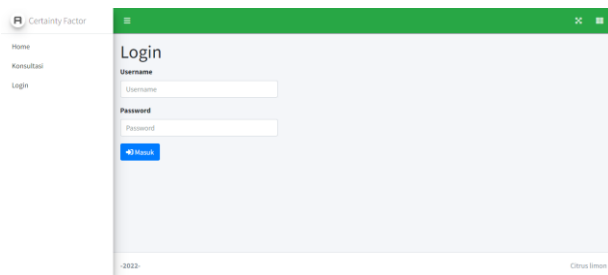 Certainty Factor
Home
Konsultasi
Login
Login
Username
Username
Password
Password
Masuk
-2022-
Citrus limon